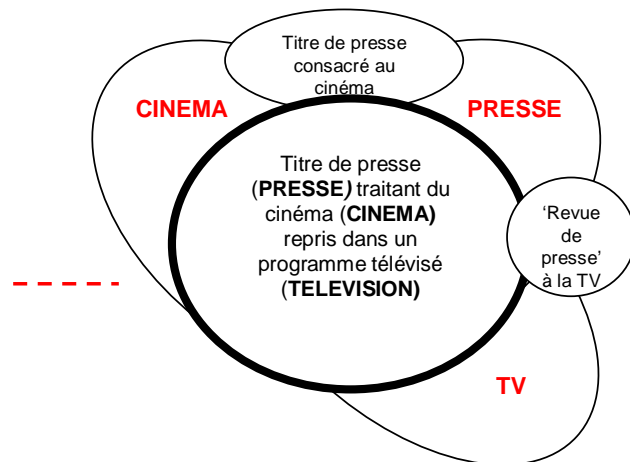 Titre de presse
consacré au
cinéma
CINEMA
PRESSE
Titre de presse
(PRESSE) traitant du
cinéma (CINEMA)
repris dans un
programme télévisé
(TELEVISION)
‘Revue
de
presse’
à la TV
TV